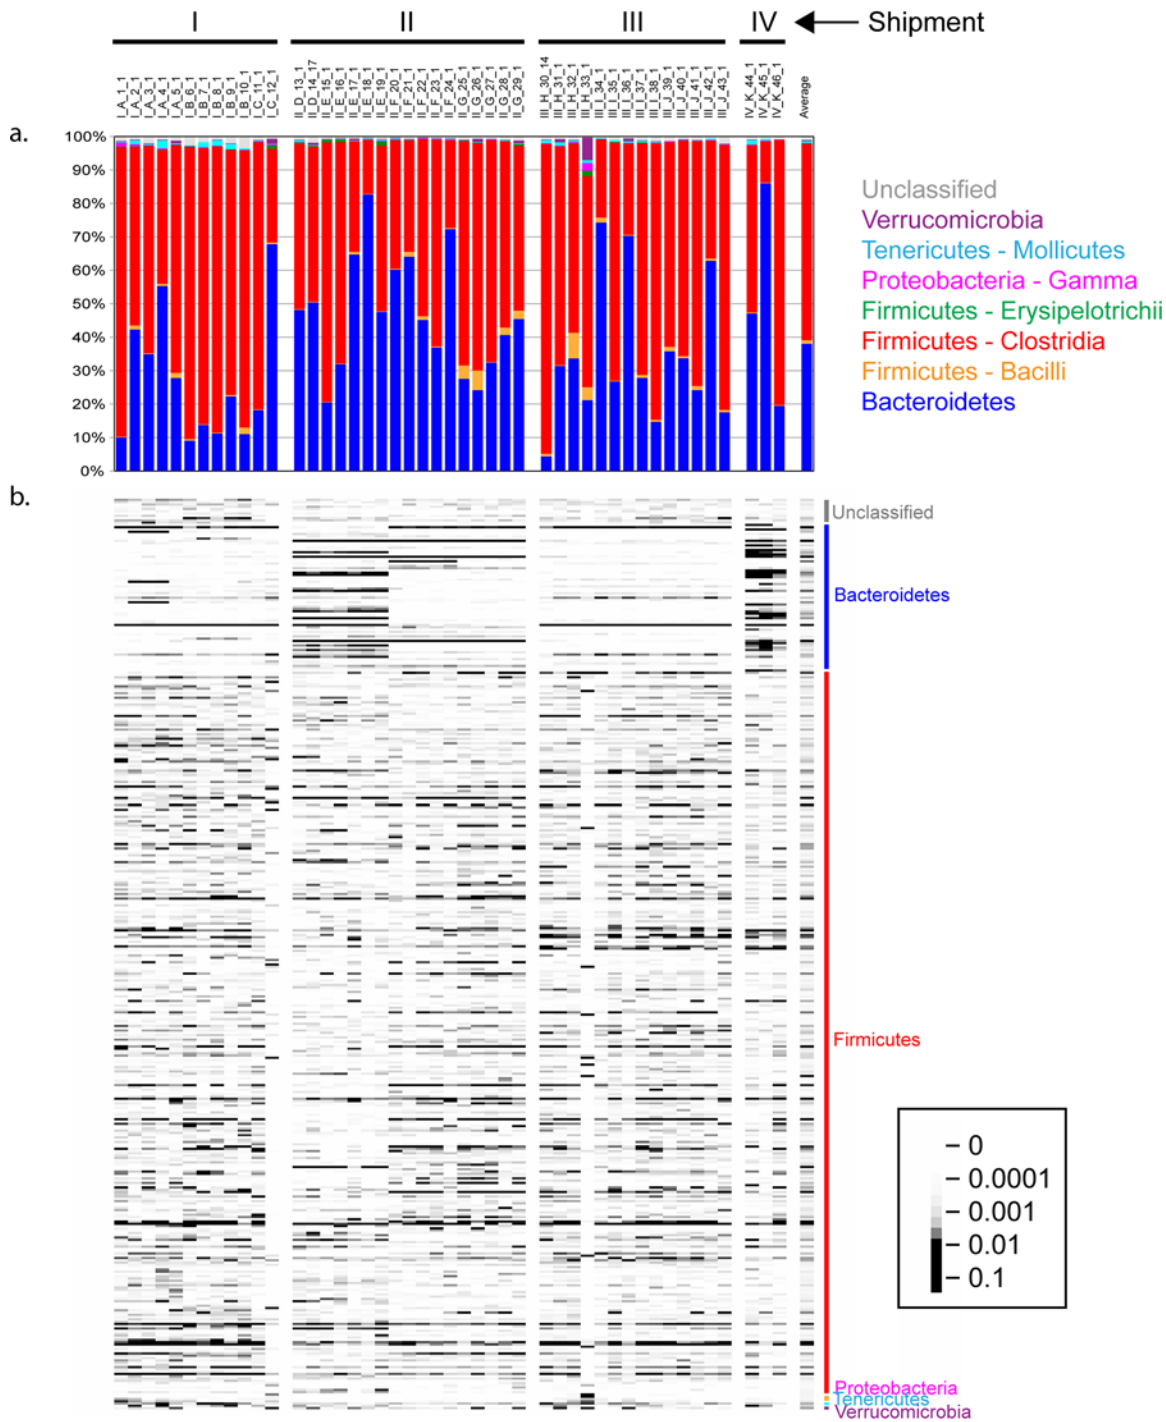 I II III IV Shipment
I_A_1_1
I_A_2_1
I_A_3_1
I_A_4_1
I_A_5_1
I_B_6_1
I_B_7_1
I_B_8_1
I_B_9_1
I_B_10_1
I_C_11_1
I_C_12_1
II_D_13_1
II_D_14_17
II_E_15_1
II_E_16_1
II_E_17_1
II_E_18_1
II_E_19_1
II_F_20_1
II_F_21_1
II_F_22_1
II_F_23_1
II_F_24_1
II_G_25_1
II_G_26_1
II_G_27_1
II_G_28_1
II_G_29_1
III_H_30_14
III_H_31_1
III_H_32_1
III_H_33_1
III_I_34_1
III_I_35_1
III_I_36_1
III_I_37_1
III_I_38_1
III_J_39_1
III_J_40_1
III_J_41_1
III_J_42_1
III_J_43_1
IV_K_44_1
IV_K_45_1
IV_K_46_1
Average
a.
100%
90%
80%
70%
60%
50%
40%
30%
20%
10%
0%
Unclassified
Verrucomicrobia
Tenericutes - Mollicutes
Proteobacteria - Gamma
Firmicutes - Erysipelotrichii
Firmicutes - Clostridia
Firmicutes - Bacilli
Bacteroidetes
b.
Unclassified
Bacteroidetes
Firmicutes
0
0.0001
0.001
0.01
0.1
Proteobacteria
Tenericutes
Verrucomicrobia